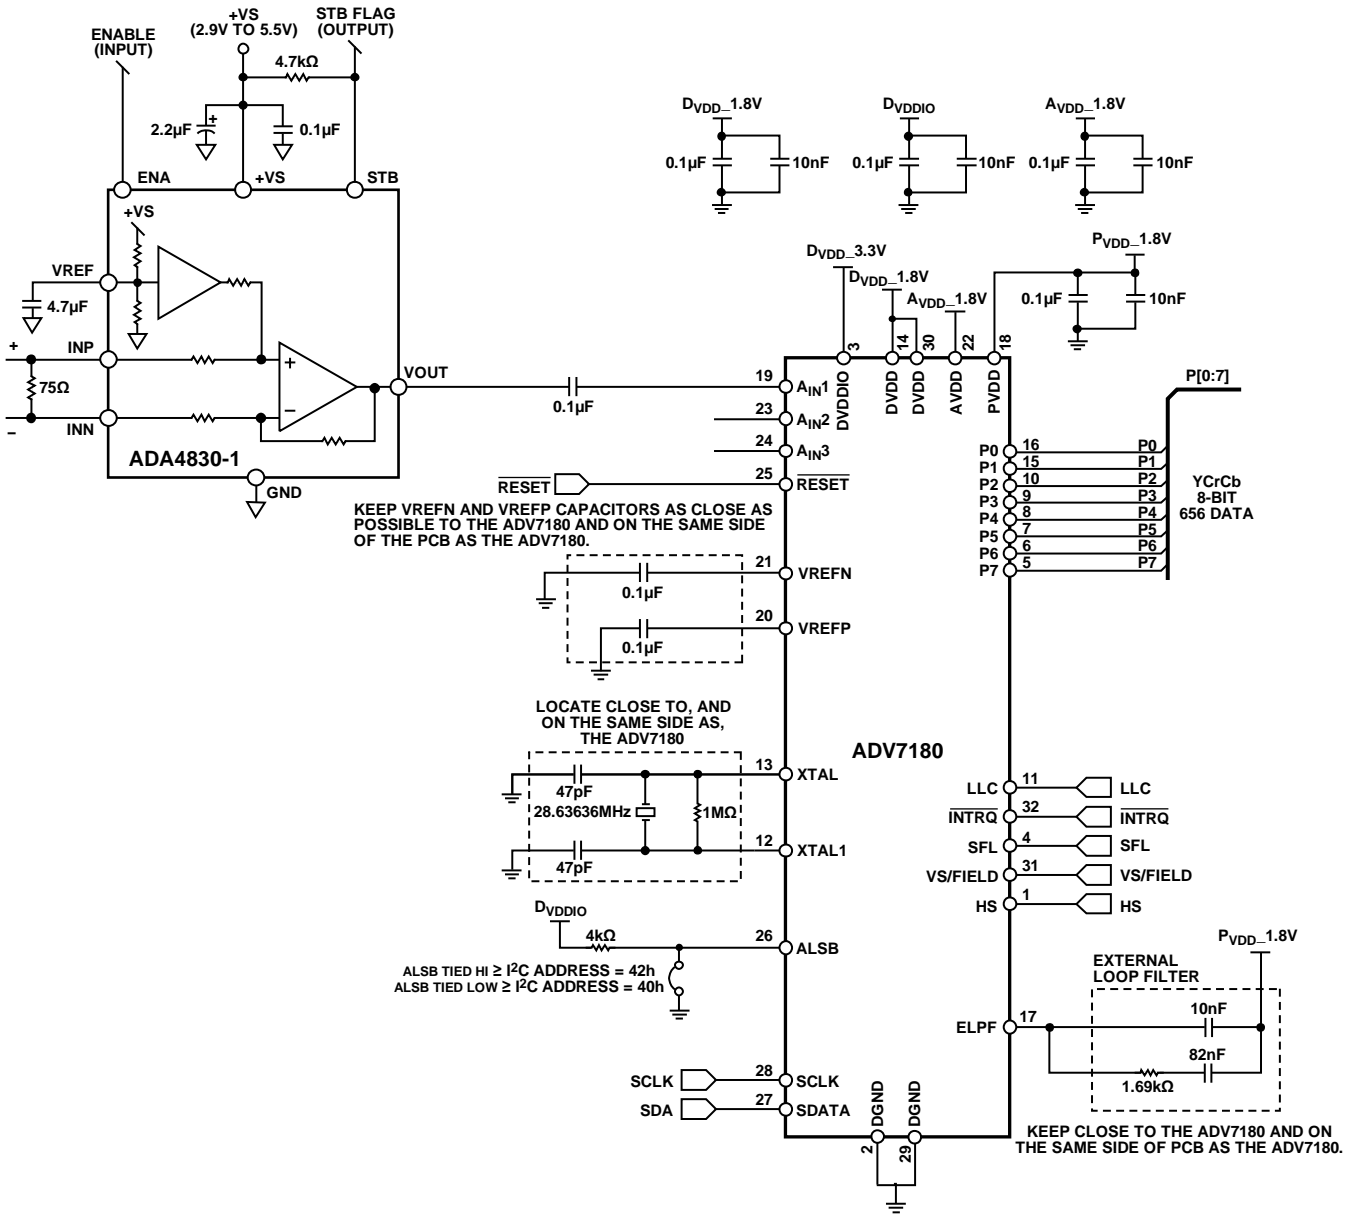 ENABLE
(INPUT)
+VS
(2.9V TO 5.5V)
STB FLAG
(OUTPUT)
4.7kΩ
2.2µF
+
0.1µF
ENA
+VS
STB
+VS
VREF
4.7µF
+
INP
75Ω
INN
–
+
–
VOUT
ADA4830-1
GND
0.1µF
DVDD_1.8V
0.1µF
10nF
DVDDIO
0.1µF
10nF
AVDD_1.8V
0.1µF
10nF
PVDD_1.8V
0.1µF
10nF
DVDD_3.3V
DVDD_1.8V
AVDD_1.8V
3
14
30
22
18
DVDDIO
DVDD
DVDD
AVDD
PVDD
19
AIN1
23
AIN2
24
AIN3
RESET
25
RESET
KEEP VREFN AND VREFP CAPACITORS AS CLOSE AS
POSSIBLE TO THE ADV7180 AND ON THE SAME SIDE
OF THE PCB AS THE ADV7180.
21
VREFN
0.1µF
20
VREFP
0.1µF
LOCATE CLOSE TO, AND
ON THE SAME SIDE AS,
THE ADV7180
13
XTAL
47pF
28.63636MHz
1MΩ
12
XTAL1
47pF
DVDDIO
4kΩ
26
ALSB
ALSB TIED HI ≥ I2C ADDRESS = 42h
ALSB TIED LOW ≥ I2C ADDRESS = 40h
SCLK
28
SCLK
SDA
27
SDATA
ADV7180
DGND
DGND
2
29
P[0:7]
P0 16 P0
P1 15 P1
P2 10 P2
P3 9 P3
P4 8 P4
P5 7 P5
P6 6 P6
P7 5 P7
YCrCb
8-BIT
656 DATA
LLC 11 LLC
INTRQ 32 INTRQ
SFL 4 SFL
VS/FIELD 31 VS/FIELD
HS 1 HS
PVDD_1.8V
EXTERNAL
LOOP FILTER
ELPF 17
10nF
82nF
1.69kΩ
KEEP CLOSE TO THE ADV7180 AND ON
THE SAME SIDE OF PCB AS THE ADV7180.